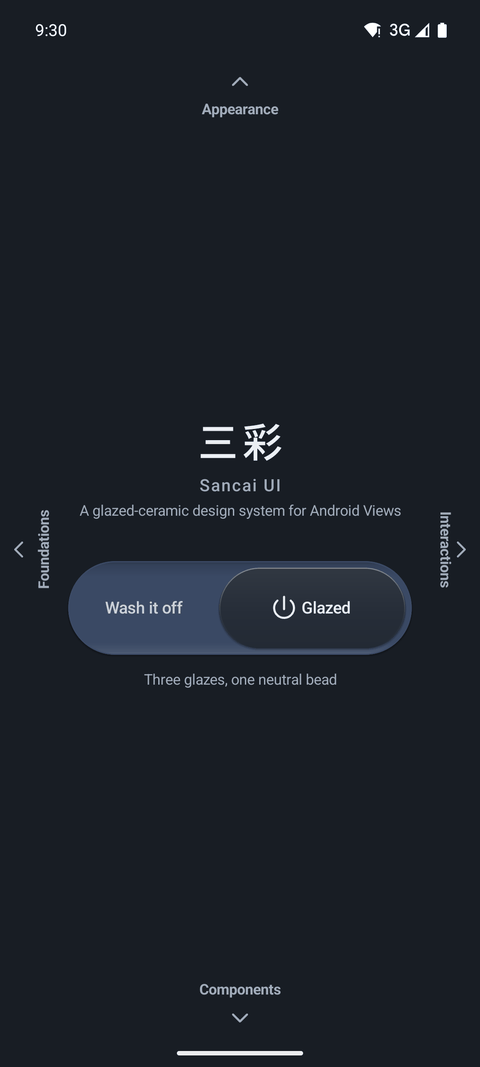 9:30
3G
Appearance
三彩
Sancai UI
A glazed-ceramic design system for Android Views
Foundations
Interactions
Wash it off
Glazed
Three glazes, one neutral bead
Components